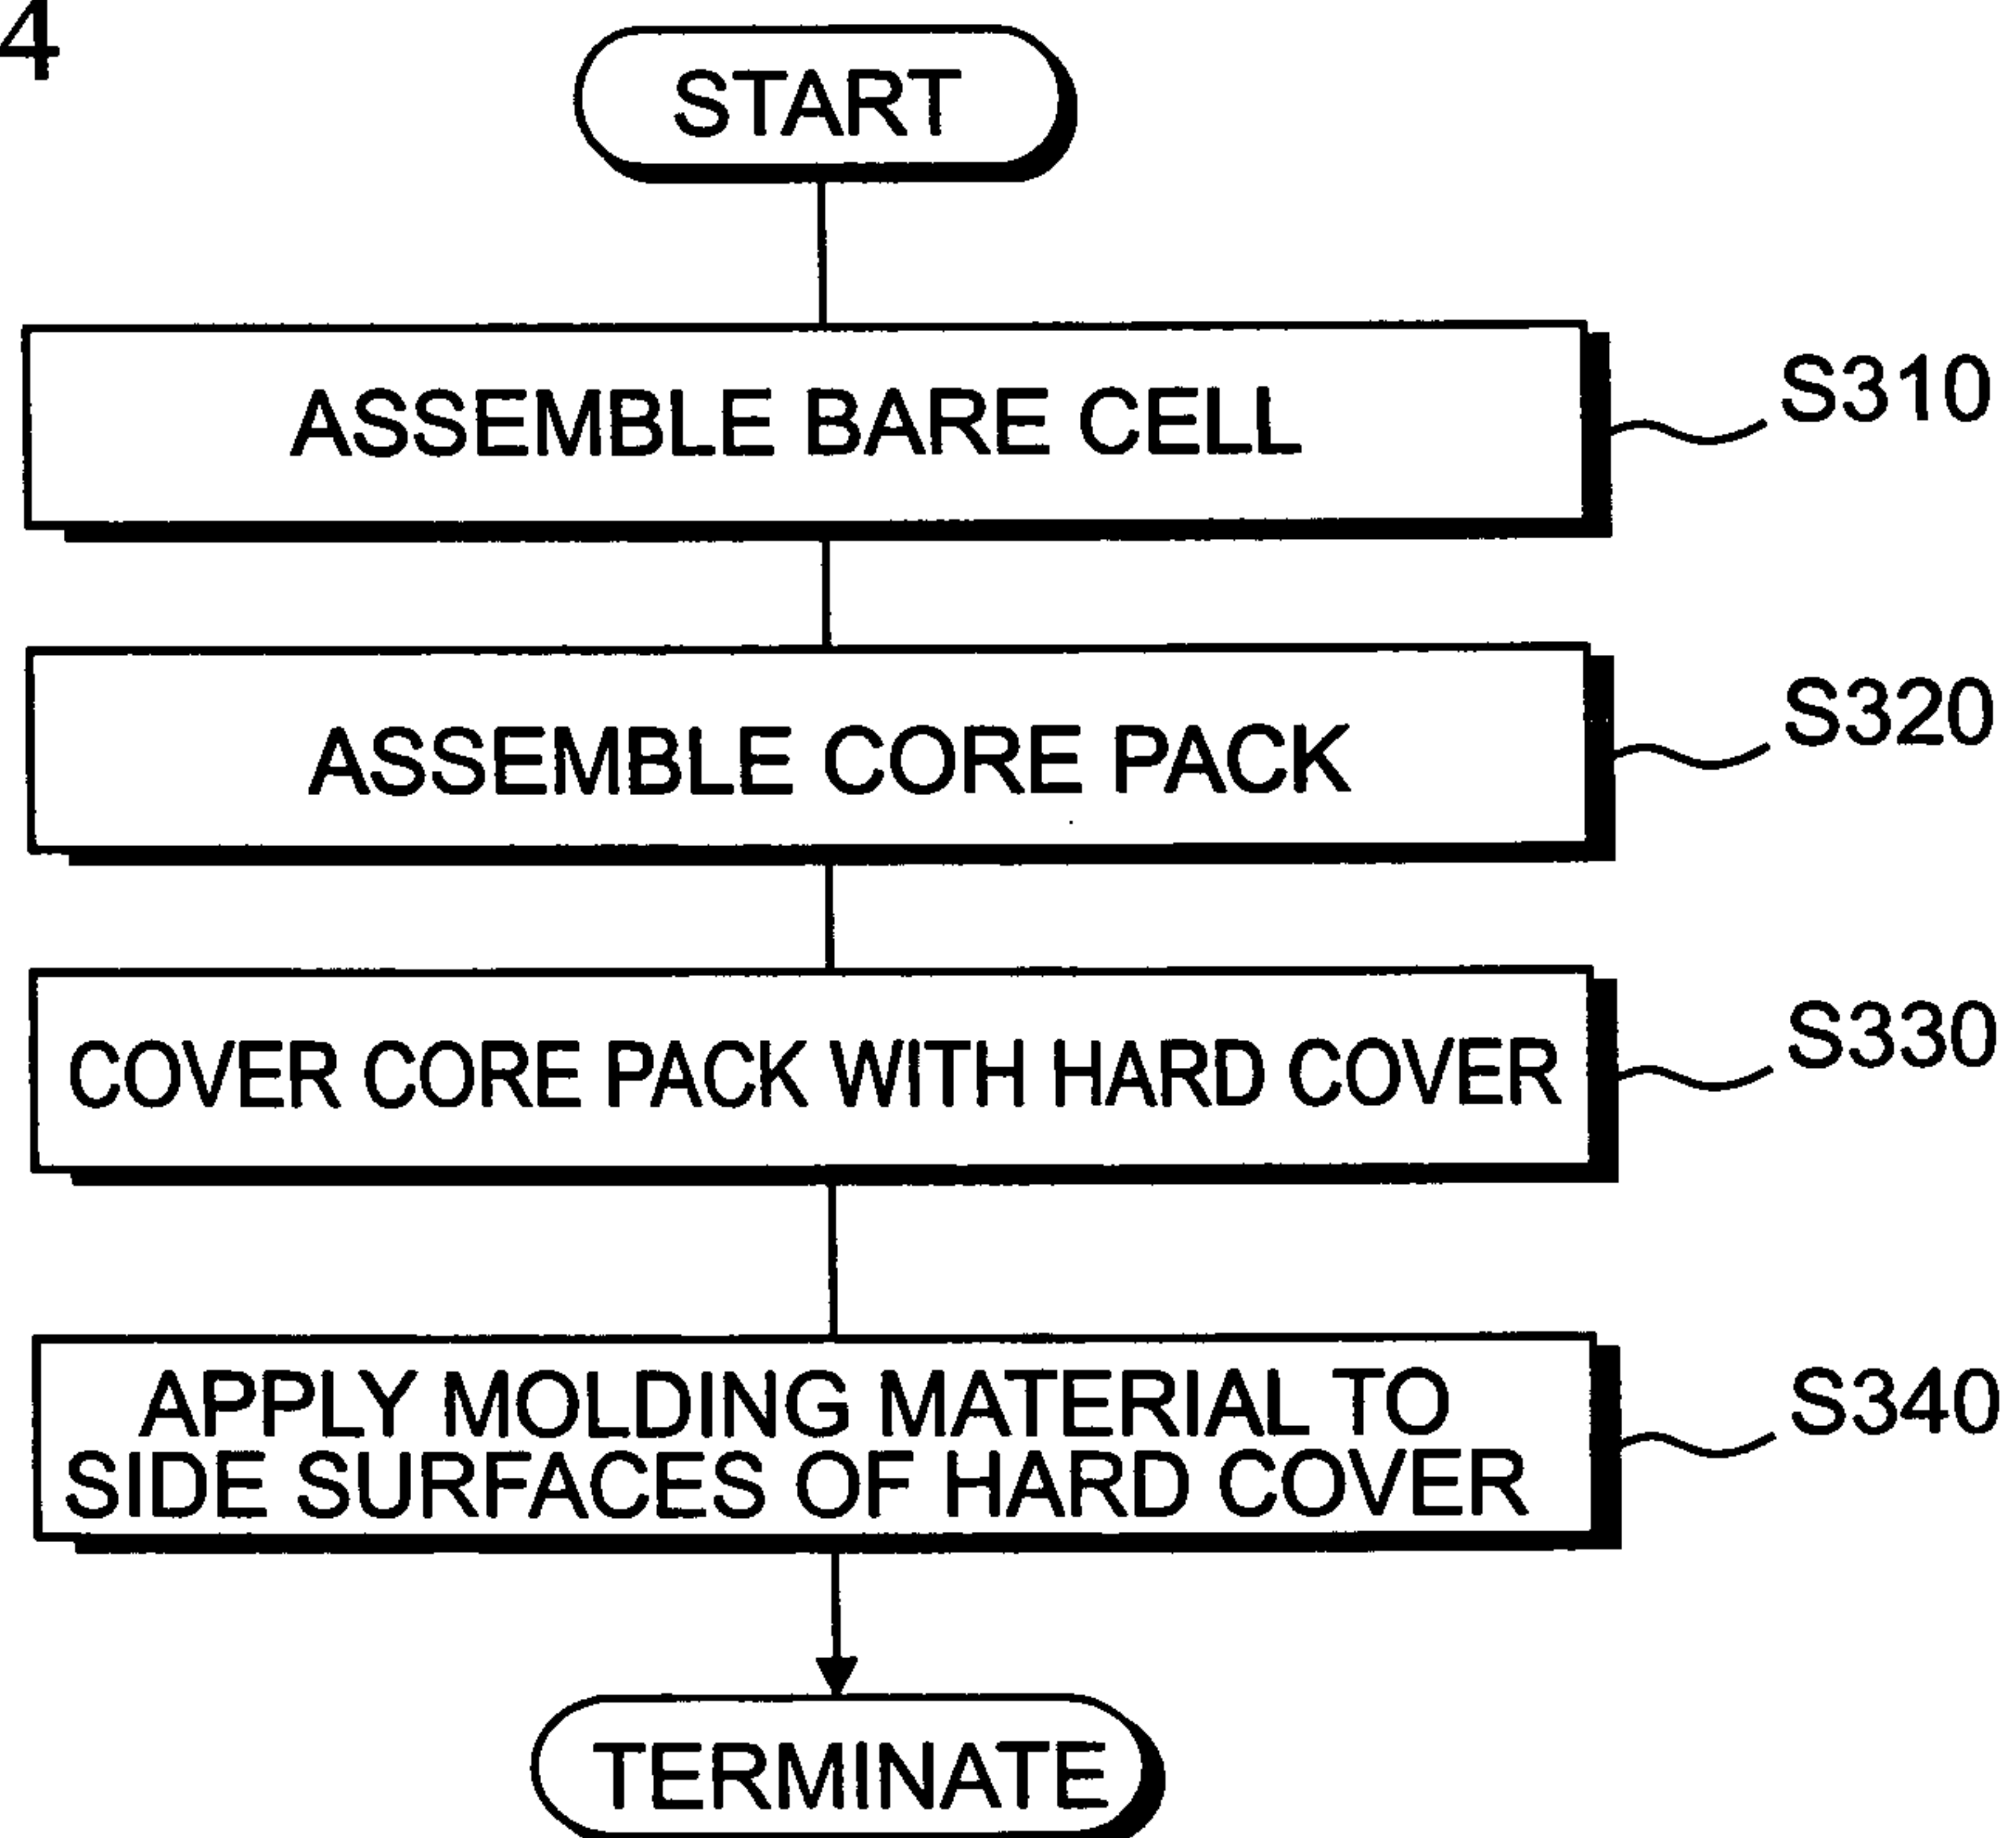 4
START
ASSEMBLE BARE CELL
S310
ASSEMBLE CORE PACK
S320
COVER CORE PACK WITH HARD COVER
S330
APPLY MOLDING MATERIAL TO
SIDE SURFACES OF HARD COVER
S340
TERMINATE